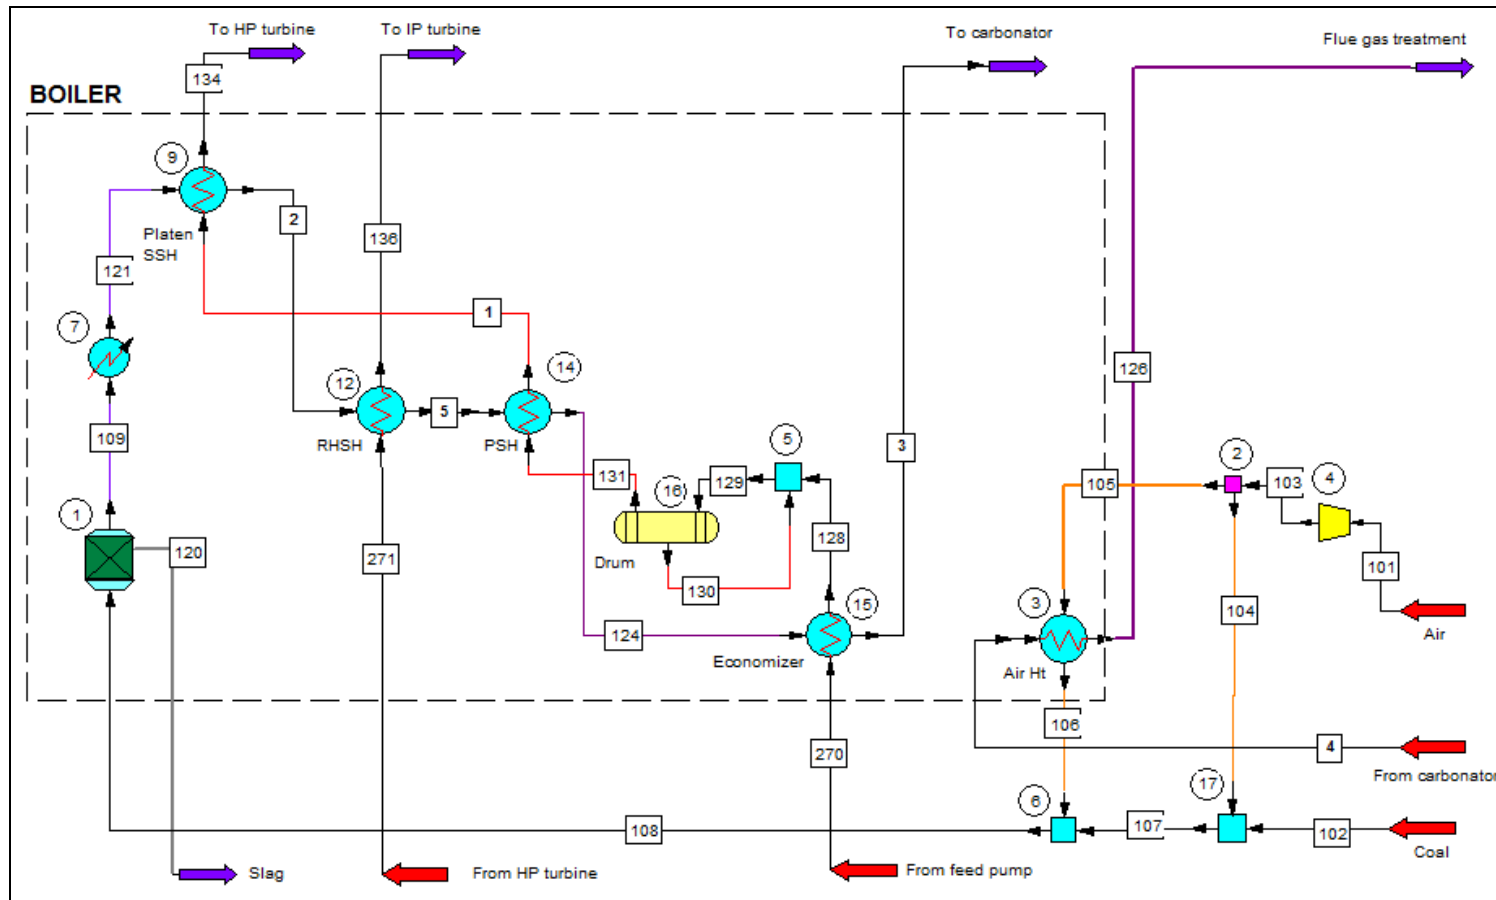 To HP turbine
To IP turbine
To carbonator
Flue gas treatment
134
BOILER
9
2
Platen
SSH
136
121
1
7
126
14
12
5
RHSH
PSH
3
109
5
131
129
16
105
2
103
4
1
128
120
Drum
271
101
130
15
3
104
Air
124
Economizer
Air Ht
106
270
4
From carbonator
17
6
108
107
102
Coal
Slag
From HP turbine
From feed pump